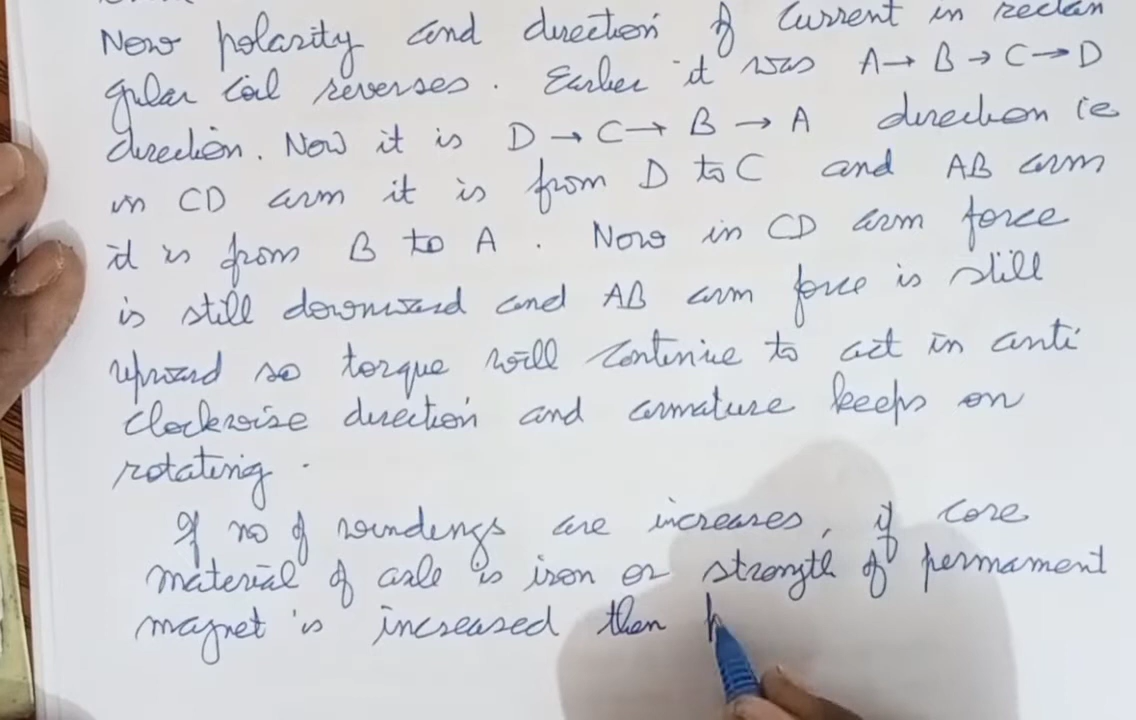 Now polarity and direction of current in rectan
gular coil reverses. Earlier it was A→ B → C → D
direction. Now it is D → C → B → A direction ie
in CD arm it is from D to C and AB arm
it is from B to A. Now in CD arm force
is still downward and AB arm force is still
upward so torque will continue to act in anti
clockwise direction and armature keeps on
rotating.
If no of windings are increases, if core
material of axle is iron or strength of permament
magnet is increased then